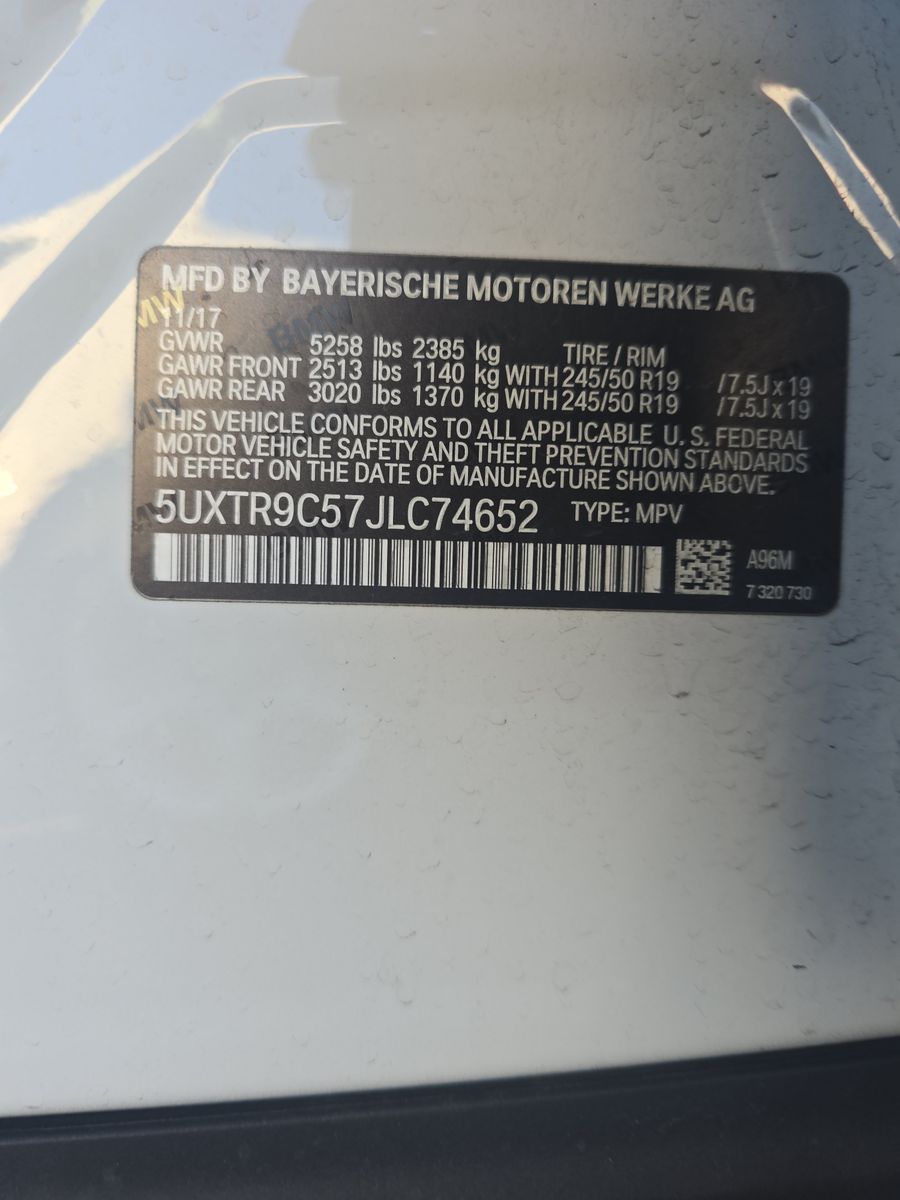 MFD BY BAYERISCHE MOTOREN WERKE AG
11/17
GVWR 5258 lbs 2385 kg TIRE / RIM
GAWR FRONT 2513 lbs 1140 kg WITH 245/50 R19 /7.5J x 19
GAWR REAR 3020 lbs 1370 kg WITH 245/50 R19 /7.5J x 19
THIS VEHICLE CONFORMS TO ALL APPLICABLE U. S. FEDERAL
MOTOR VEHICLE SAFETY AND THEFT PREVENTION STANDARDS
IN EFFECT ON THE DATE OF MANUFACTURE SHOWN ABOVE.
5UXTR9C57JLC74652 TYPE: MPV
A96M
7 320 730
BMW